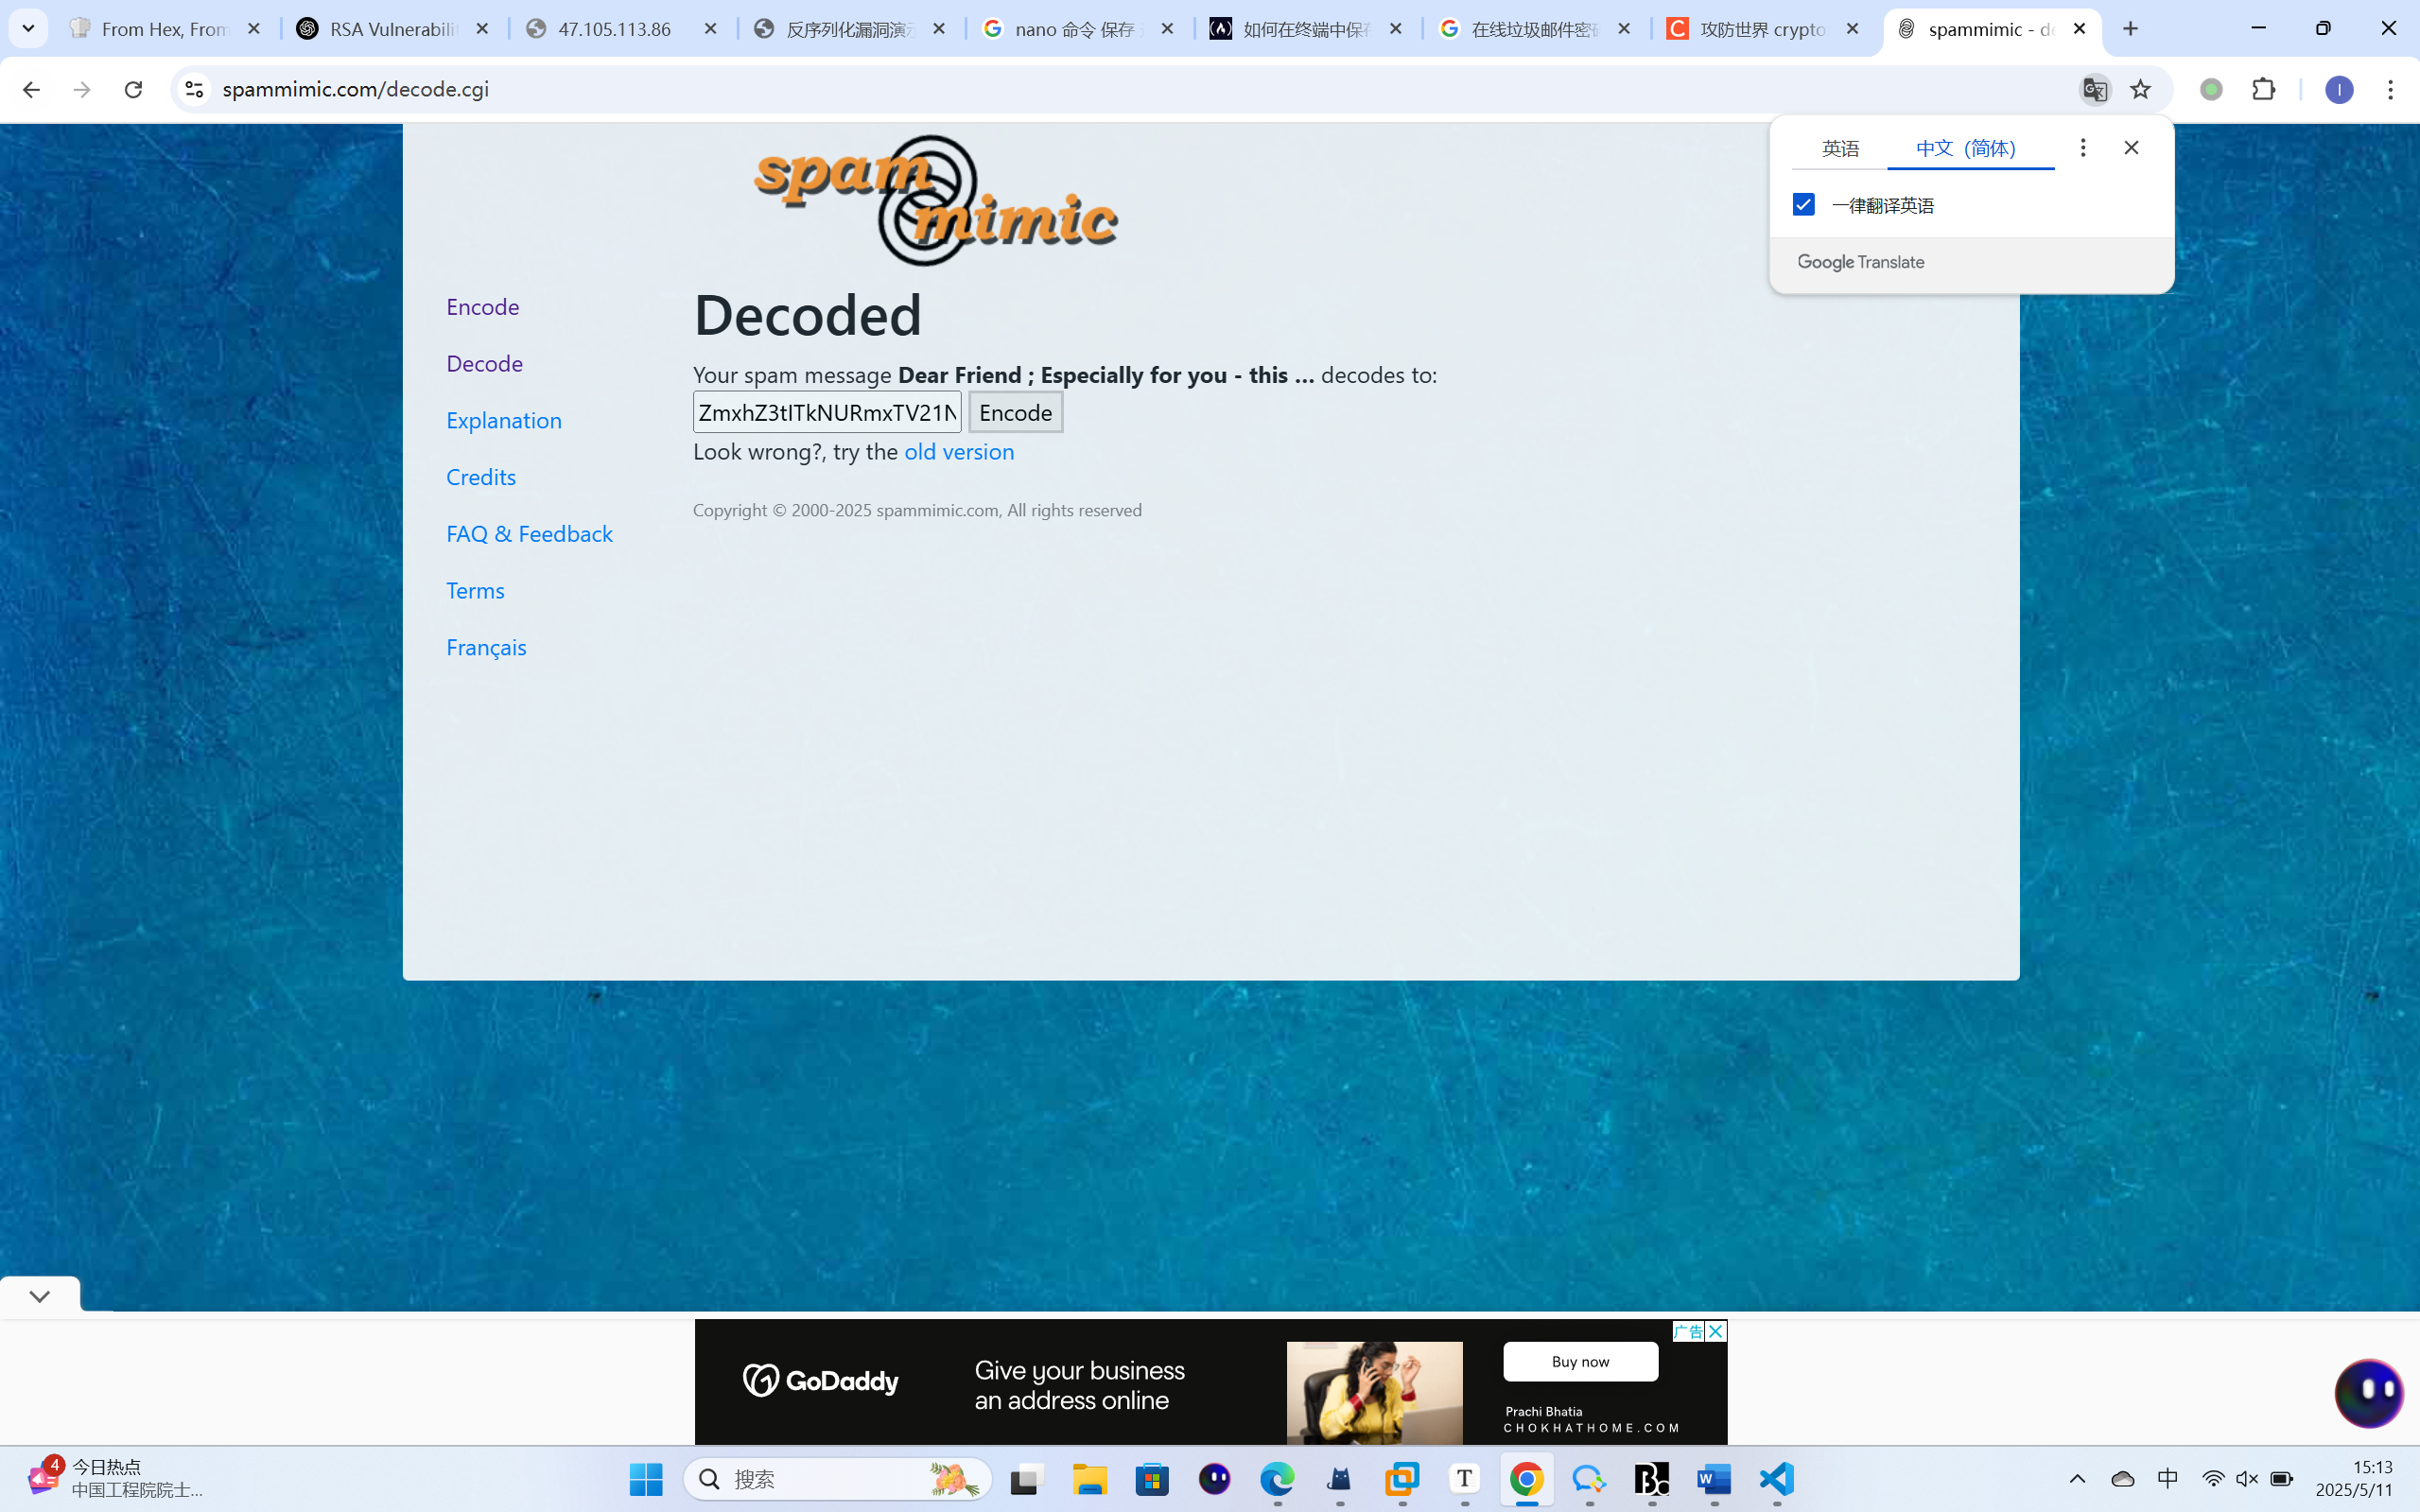 From Hex, From
RSA Vulnerabili
47.105.113.86
反序列化漏洞演示
nano 命令 保存
如何在终端中保存
在线垃圾邮件密码
攻防世界 crypto
spammimic - de
spammimic.com/decode.cgi
英语
中文（简体）
一律翻译英语
Google Translate
spam
mimic
Encode
Decode
Explanation
Credits
FAQ & Feedback
Terms
Français
Decoded
Your spam message Dear Friend ; Especially for you - this ... decodes to:
Encode
Look wrong?, try the old version
Copyright © 2000-2025 spammimic.com, All rights reserved
广告
GoDaddy
Give your business
an address online
Buy now
Prachi Bhatia
CHOKHATHOME.COM
4
今日热点
中国工程院院士...
搜索
中
15:13
2025/5/11